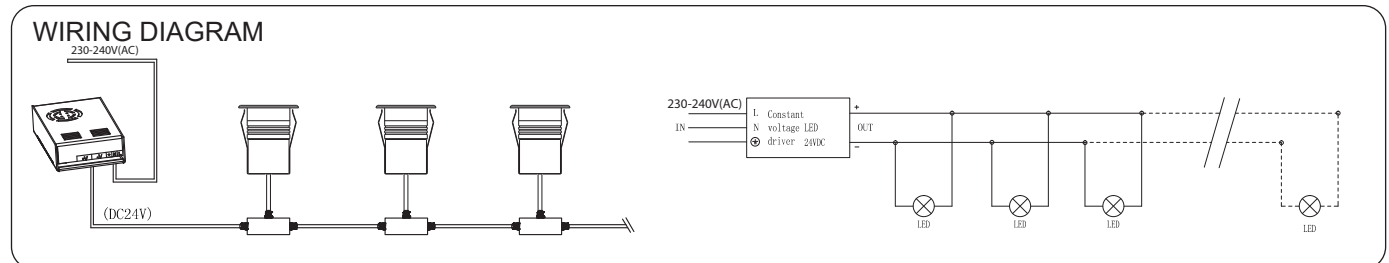 WIRING DIAGRAM
230-240V(AC)
(DC24V)
230-240V(AC)
IN
L Constant
N voltage LED
driver 24VDC
+
OUT
-
LED
LED
LED
LED